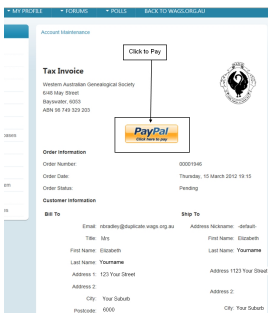 MY PROFILE FORUMS POLLS BACK TO WAGS.ORG.AU
Account Maintenance
Click to Pay
Tax Invoice
Western Australian Genealogical Society
6/48 May Street
Bayswater, 6053
ABN 98 749 329 203
PayPal
Click here to pay
Order Information
Order Number: 00001946
Order Date: Thursday, 15 March 2012 19:15
Order Status: Pending
Customer Information
Bill To Ship To
Email: nbradley@duplicate.wags.org.au Address Nickname: -default-
Title: Mrs First Name: Elizabeth
First Name: Elizabeth Last Name: Yourname
Last Name: Yourname
Address 1: 123 Your Street Address 1 123 Your Street
Address 2: Address 2:
City: Your Suburb City: Your Suburb
Postcode: 6000